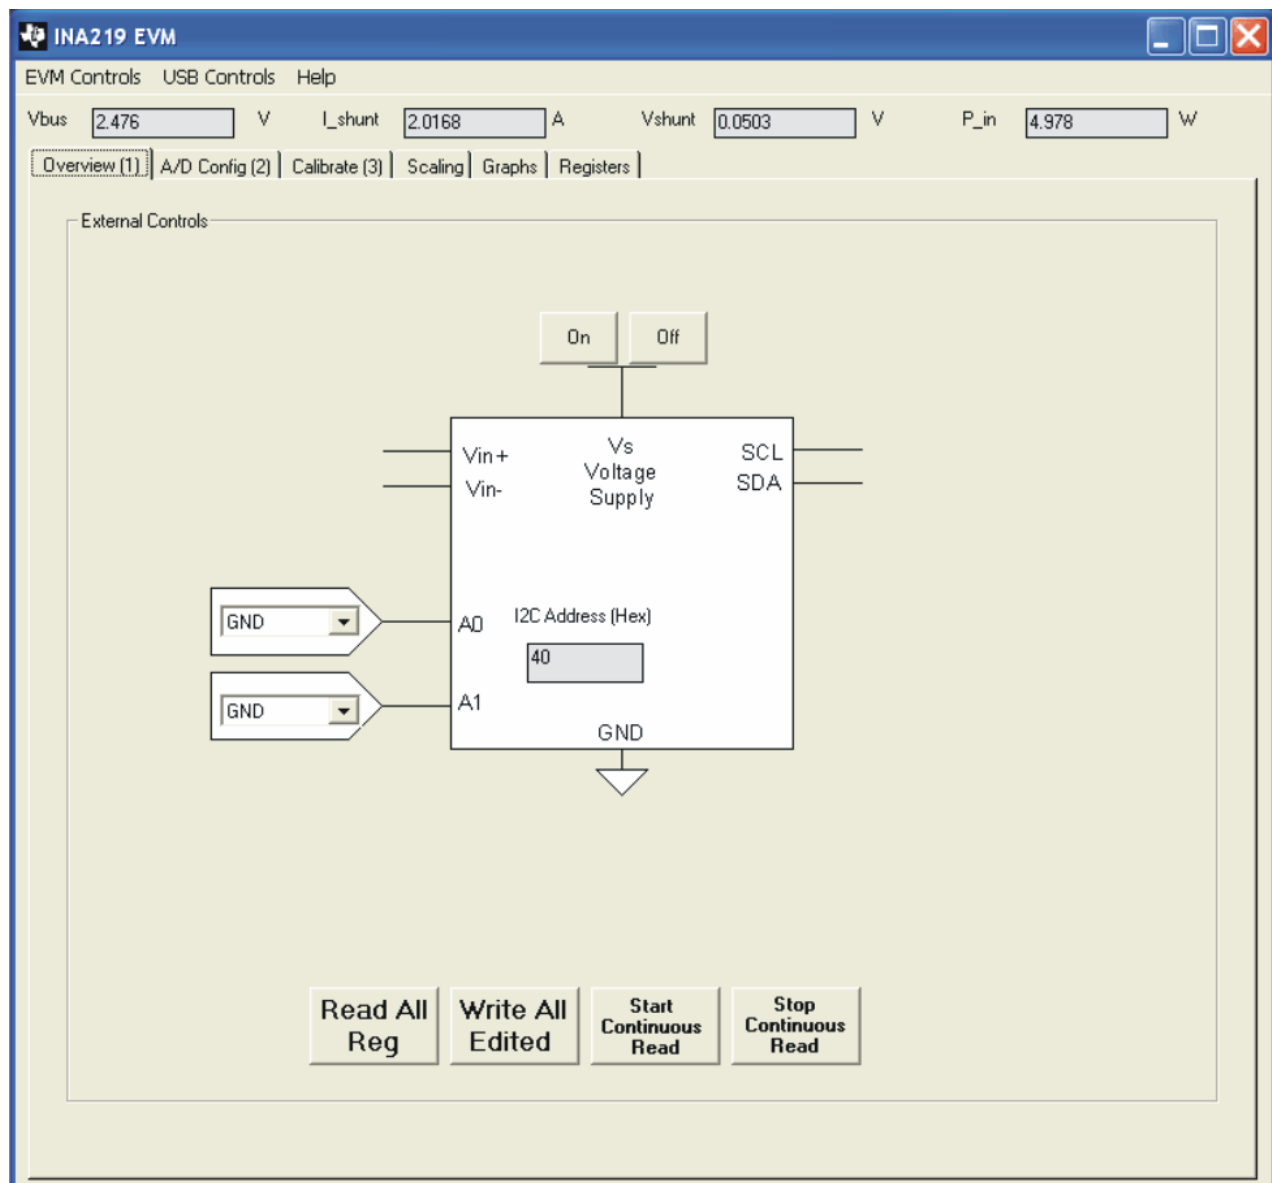 INA219 EVM
EVM Controls USB Controls Help
Vbus 2.476 V I_shunt 2.0168 A Vshunt 0.0503 V P_in 4.978 W
Overview (1) A/D Config (2) Calibrate (3) Scaling Graphs Registers
External Controls
On Off
Vin+ Vs SCL
Vin- Voltage SDA
Supply
GND A0 I2C Address (Hex)
40
GND A1
GND
Read All Write All Start Stop
Reg Edited Continuous Continuous
Read Read